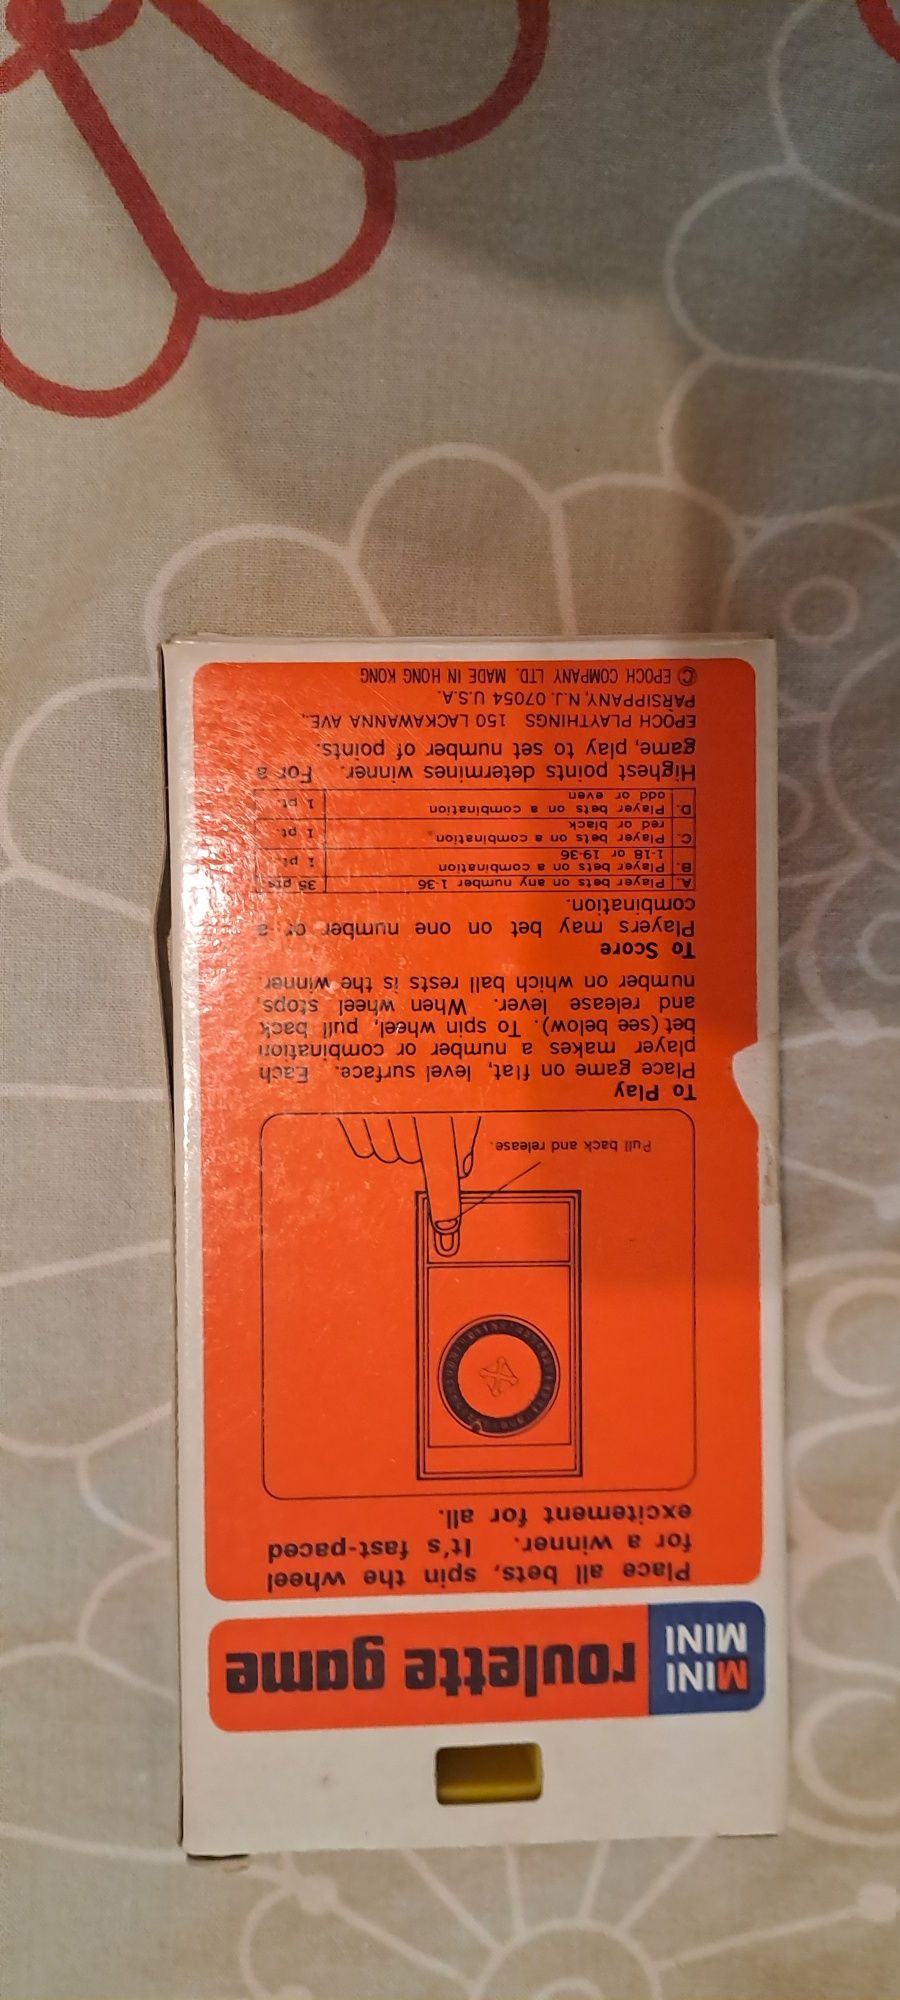 MINI
MINI
roulette game
Place all bets, spin the wheel
for a winner. It's fast-paced
excitement for all.
Pull back and release.
To Play
Place game on flat, level surface. Each
player makes a number or combination
bet (see below). To spin wheel, pull back
and release lever. When wheel stops,
number on which ball rests is the winner.
To Score
Players may bet on one number or a
combination.
A. Player bets on any number 1-36 35 pts
B. Player bets on a combination
1-18 or 19-36 1 pt.
C. Player bets on a combination
red or black 1 pt.
D. Player bets on a combination
odd or even 1 pt.
Highest points determines winner. For a
game, play to set number of points.
EPOCH PLAYTHINGS 150 LACKAWANNA AVE.,
PARSIPPANY, N.J. 07054 U.S.A.
© EPOCH COMPANY LTD. MADE IN HONG KONG